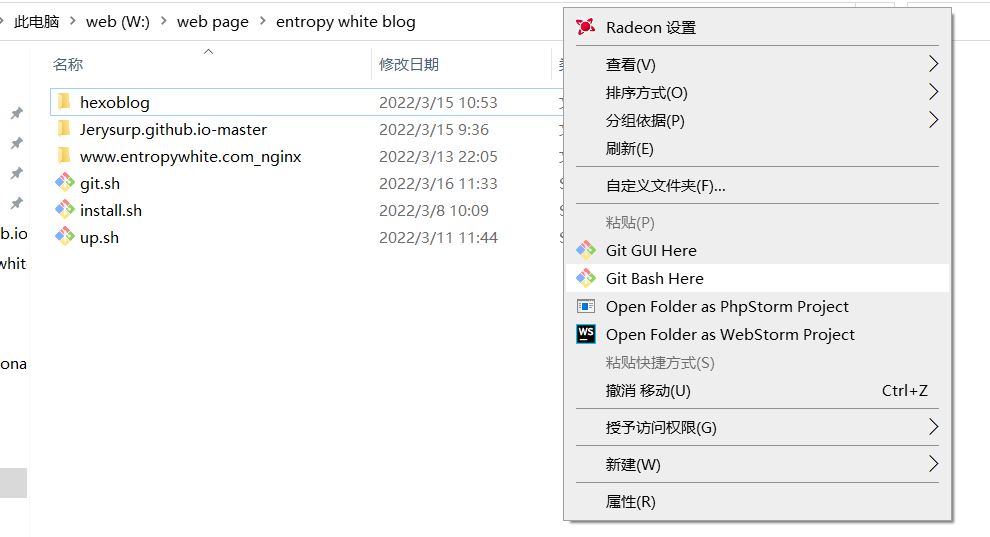 此电脑 > web (W:) > web page > entropy white blog
名称 修改日期
hexoblog 2022/3/15 10:53
Jerysurp.github.io-master 2022/3/15 9:36
www.entropywhite.com_nginx 2022/3/13 22:05
git.sh 2022/3/16 11:33
install.sh 2022/3/8 10:09
up.sh 2022/3/11 11:44
b.io
whit
ona
Radeon 设置
查看(V)
排序方式(O)
分组依据(P)
刷新(E)
自定义文件夹(F)...
粘贴(P)
Git GUI Here
Git Bash Here
Open Folder as PhpStorm Project
WS Open Folder as WebStorm Project
粘贴快捷方式(S)
撤消 移动(U) Ctrl+Z
授予访问权限(G)
新建(W)
属性(R)